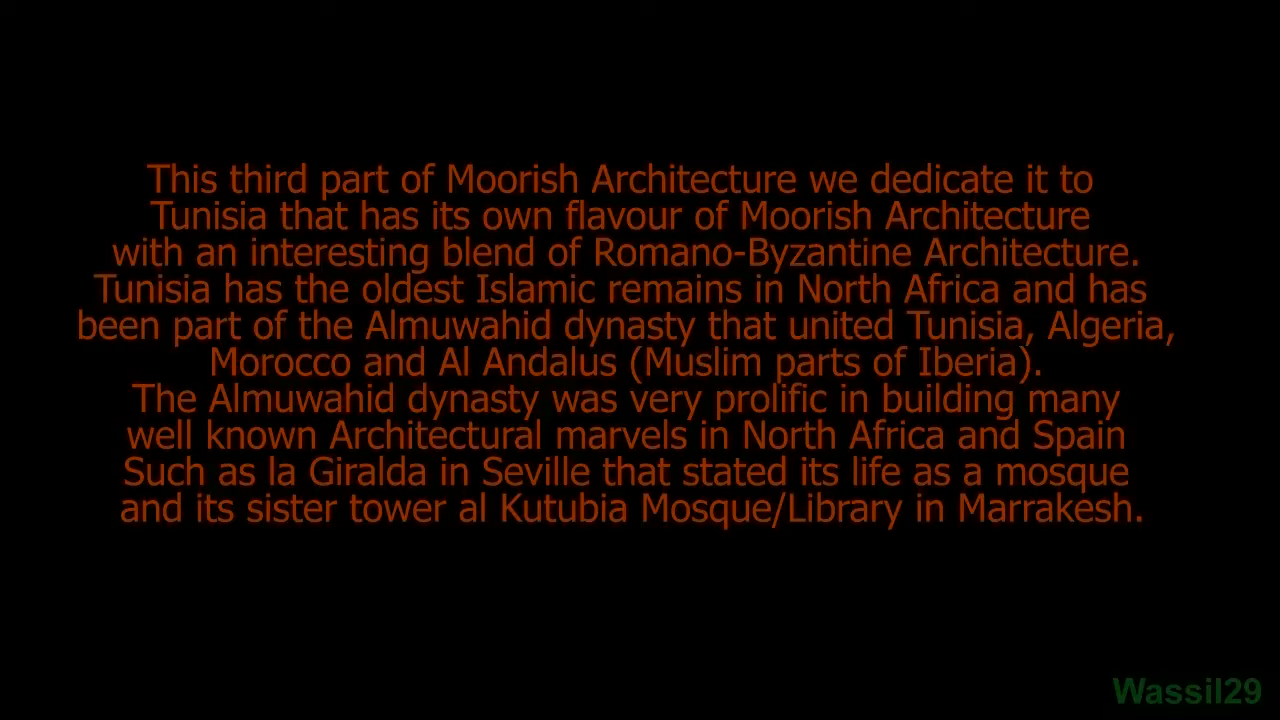 This third part of Moorish Architecture we dedicate it to
Tunisia that has its own flavour of Moorish Architecture
with an interesting blend of Romano-Byzantine Architecture.
Tunisia has the oldest Islamic remains in North Africa and has
been part of the Almuwahid dynasty that united Tunisia, Algeria,
Morocco and Al Andalus (Muslim parts of Iberia).
The Almuwahid dynasty was very prolific in building many
well known Architectural marvels in North Africa and Spain
Such as la Giralda in Seville that stated its life as a mosque
and its sister tower al Kutubia Mosque/Library in Marrakesh.
Wassil29